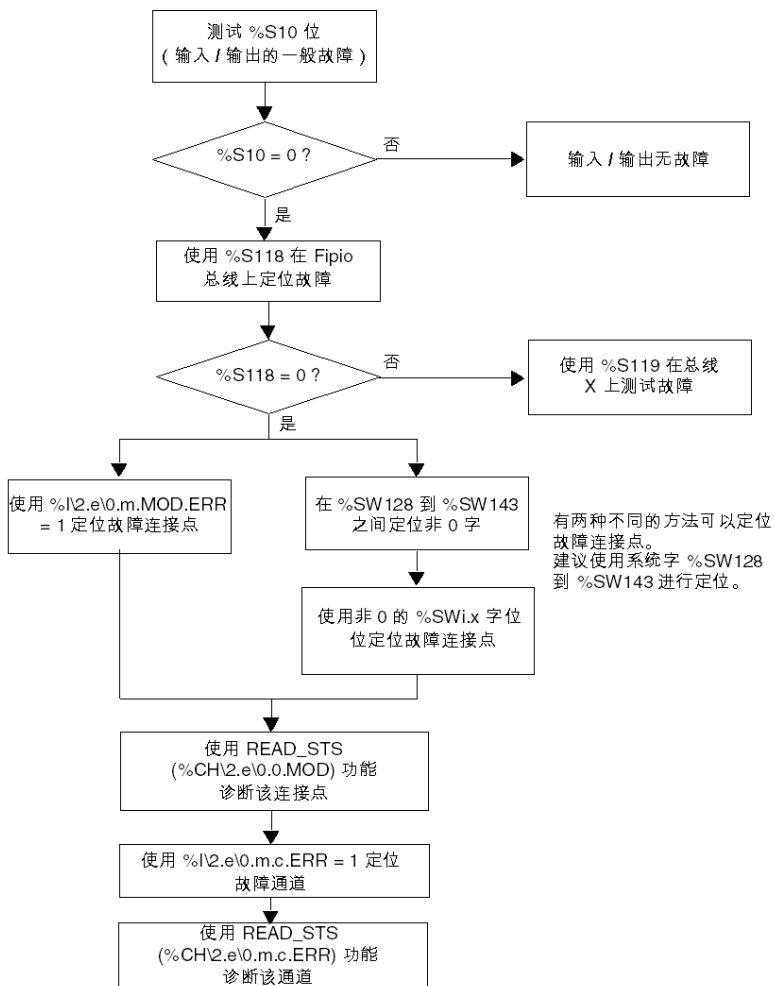 测试 %S10 位
( 输入 / 输出的一般故障 )
%S10 = 0 ?
否
输入 / 输出无故障
是
使用 %S118 在 Fipio
总线上定位故障
%S118 = 0 ?
否
使用 %S119 在总线
X 上测试故障
是
使用 %I\2.e\0.m.MOD.ERR
= 1 定位故障连接点
在 %SW128 到 %SW143
之间定位非 0 字
有两种不同的方法可以定位
故障连接点。
建议使用系统字 %SW128
到 %SW143 进行定位。
使用非 0 的 %SWi.x 字位
位定位故障连接点
使用 READ_STS
(%CH\2.e\0.0.MOD) 功能
诊断该连接点
使用 %I\2.e\0.m.c.ERR = 1 定位
故障通道
使用 READ_STS
(%CH\2.e\0.m.c.ERR) 功能
诊断该通道